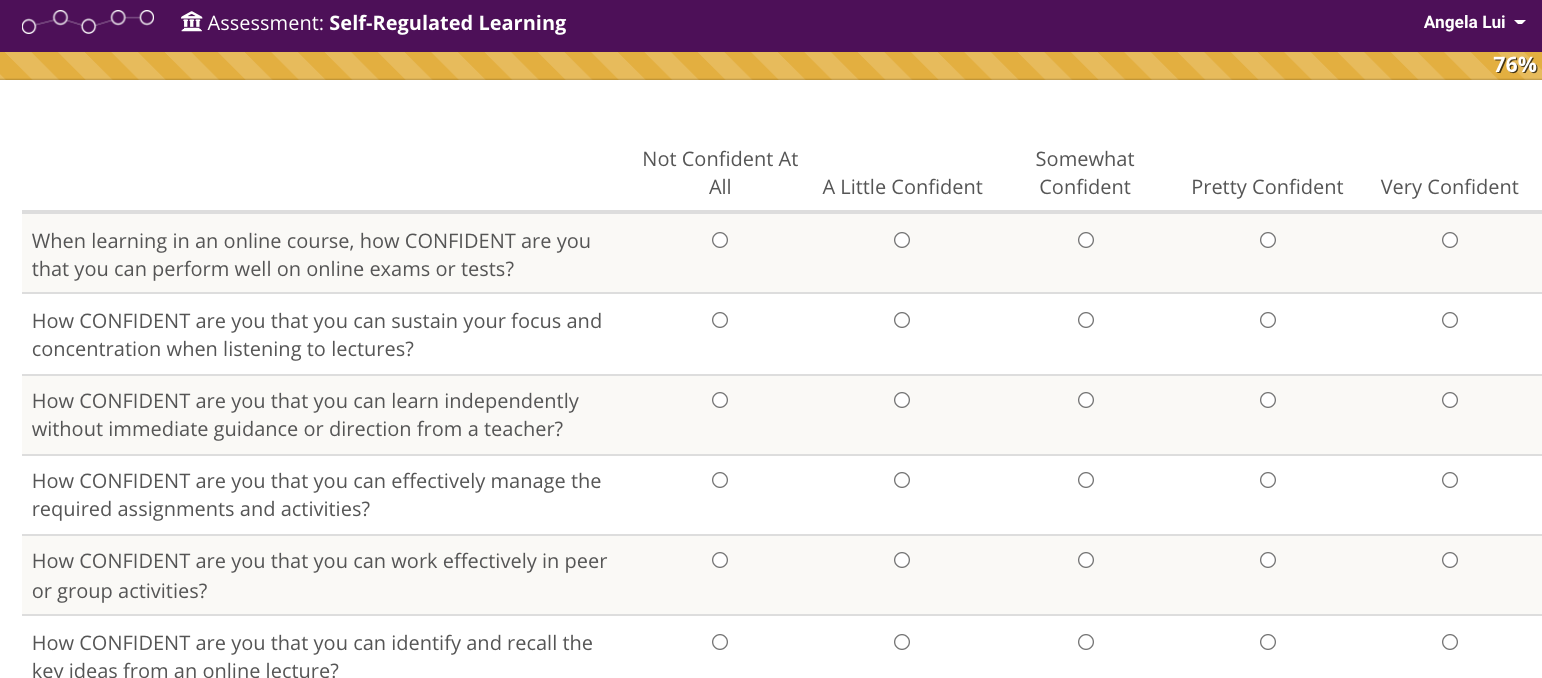 Assessment: Self-Regulated Learning
Angela Lui
76%
Not Confident At
All
A Little Confident
Somewhat
Confident
Pretty Confident
Very Confident
When learning in an online course, how CONFIDENT are you
that you can perform well on online exams or tests?
How CONFIDENT are you that you can sustain your focus and
concentration when listening to lectures?
How CONFIDENT are you that you can learn independently
without immediate guidance or direction from a teacher?
How CONFIDENT are you that you can effectively manage the
required assignments and activities?
How CONFIDENT are you that you can work effectively in peer
or group activities?
How CONFIDENT are you that you can identify and recall the
key ideas from an online lecture?